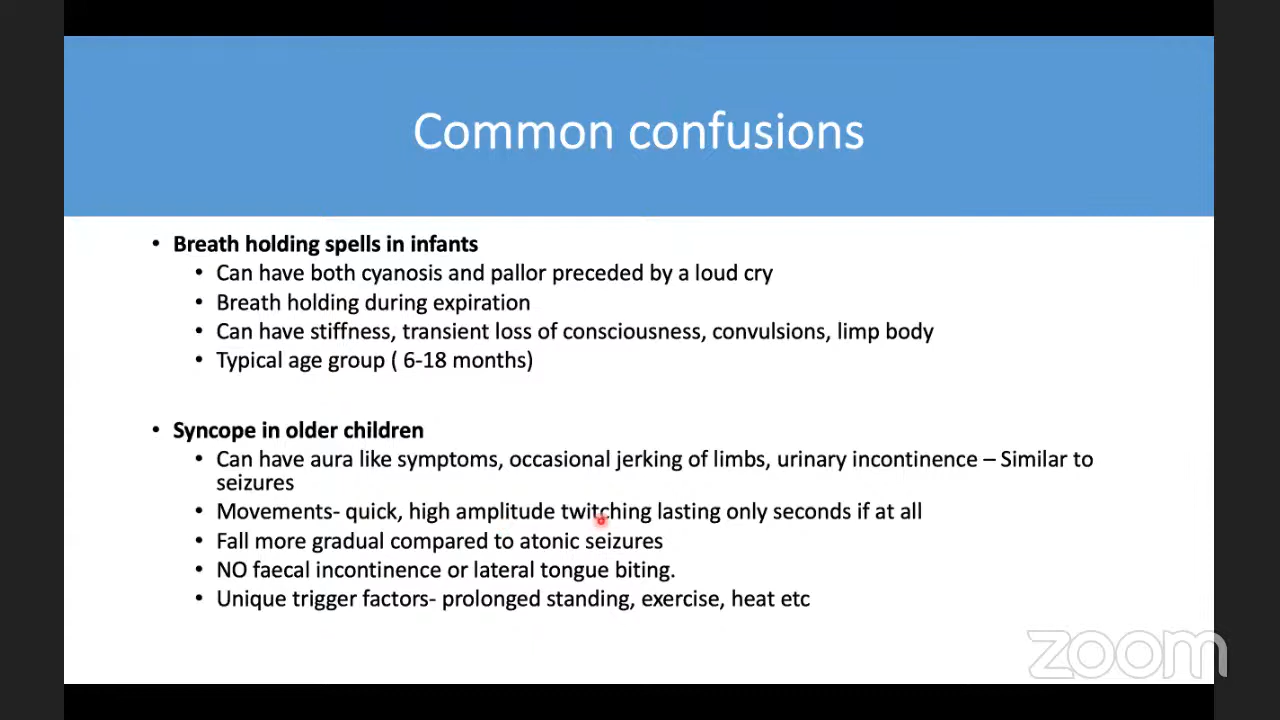 Common confusions
• Breath holding spells in infants
• Can have both cyanosis and pallor preceded by a loud cry
• Breath holding during expiration
• Can have stiffness, transient loss of consciousness, convulsions, limp body
• Typical age group ( 6-18 months)
• Syncope in older children
• Can have aura like symptoms, occasional jerking of limbs, urinary incontinence – Similar to
seizures
• Movements- quick, high amplitude twitching lasting only seconds if at all
• Fall more gradual compared to atonic seizures
• NO faecal incontinence or lateral tongue biting.
• Unique trigger factors- prolonged standing, exercise, heat etc
zoom